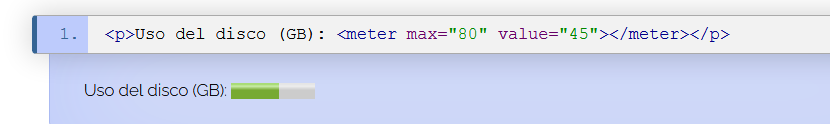 1. <p>Uso del disco (GB): <meter max="80" value="45"></meter></p>
Uso del disco (GB):